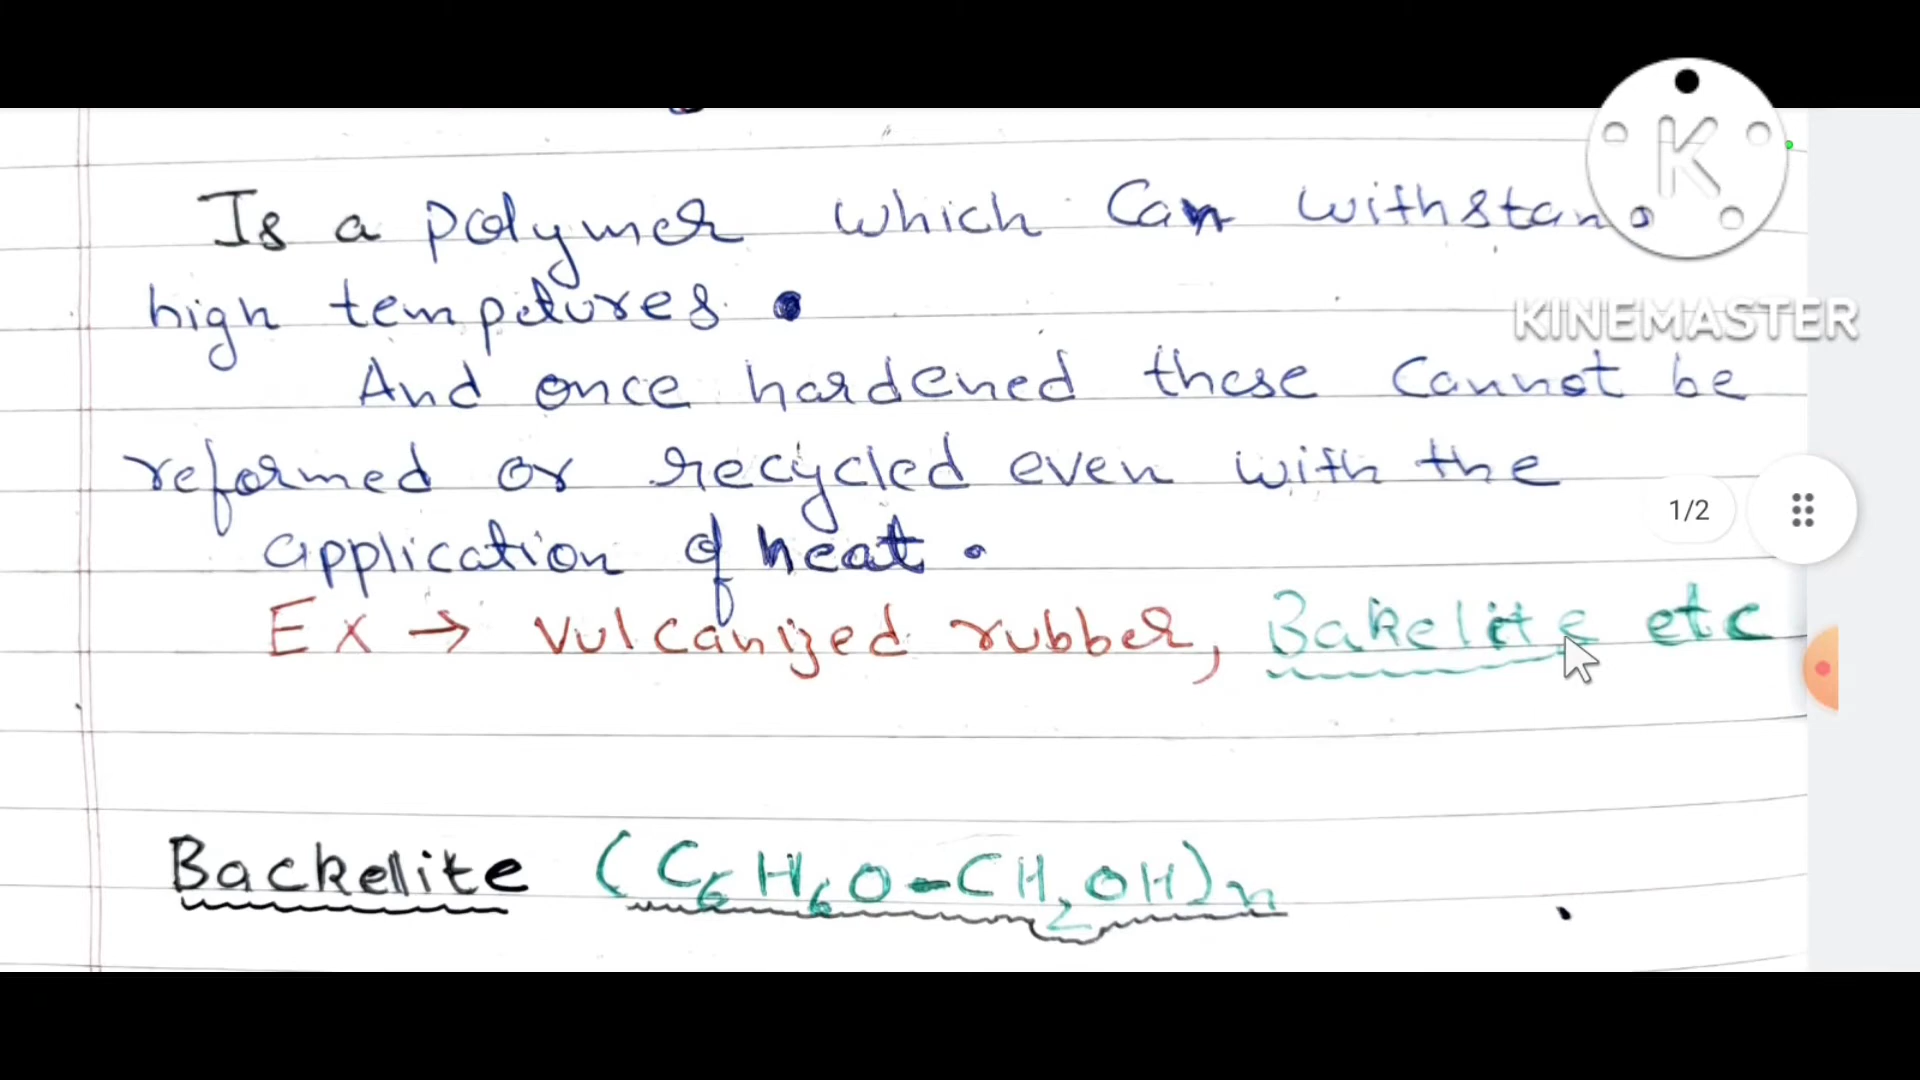 Is a polymer which can withstand
high tempetures.
And once hardened these cannot be
reformed or recycled even with the
application of heat.
Ex → vulcanized rubber, Bakelite etc
Backelite (C₆H₆O-CH₂OH)n
K
KINEMASTER
1/2